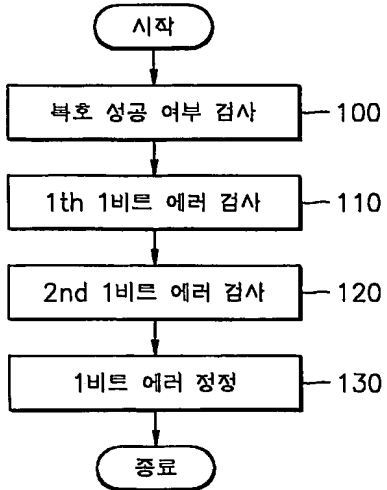 시작
복호 성공 여부 검사 100
1th 1비트 에러 검사 110
2nd 1비트 에러 검사 120
1비트 에러 정정 130
종료